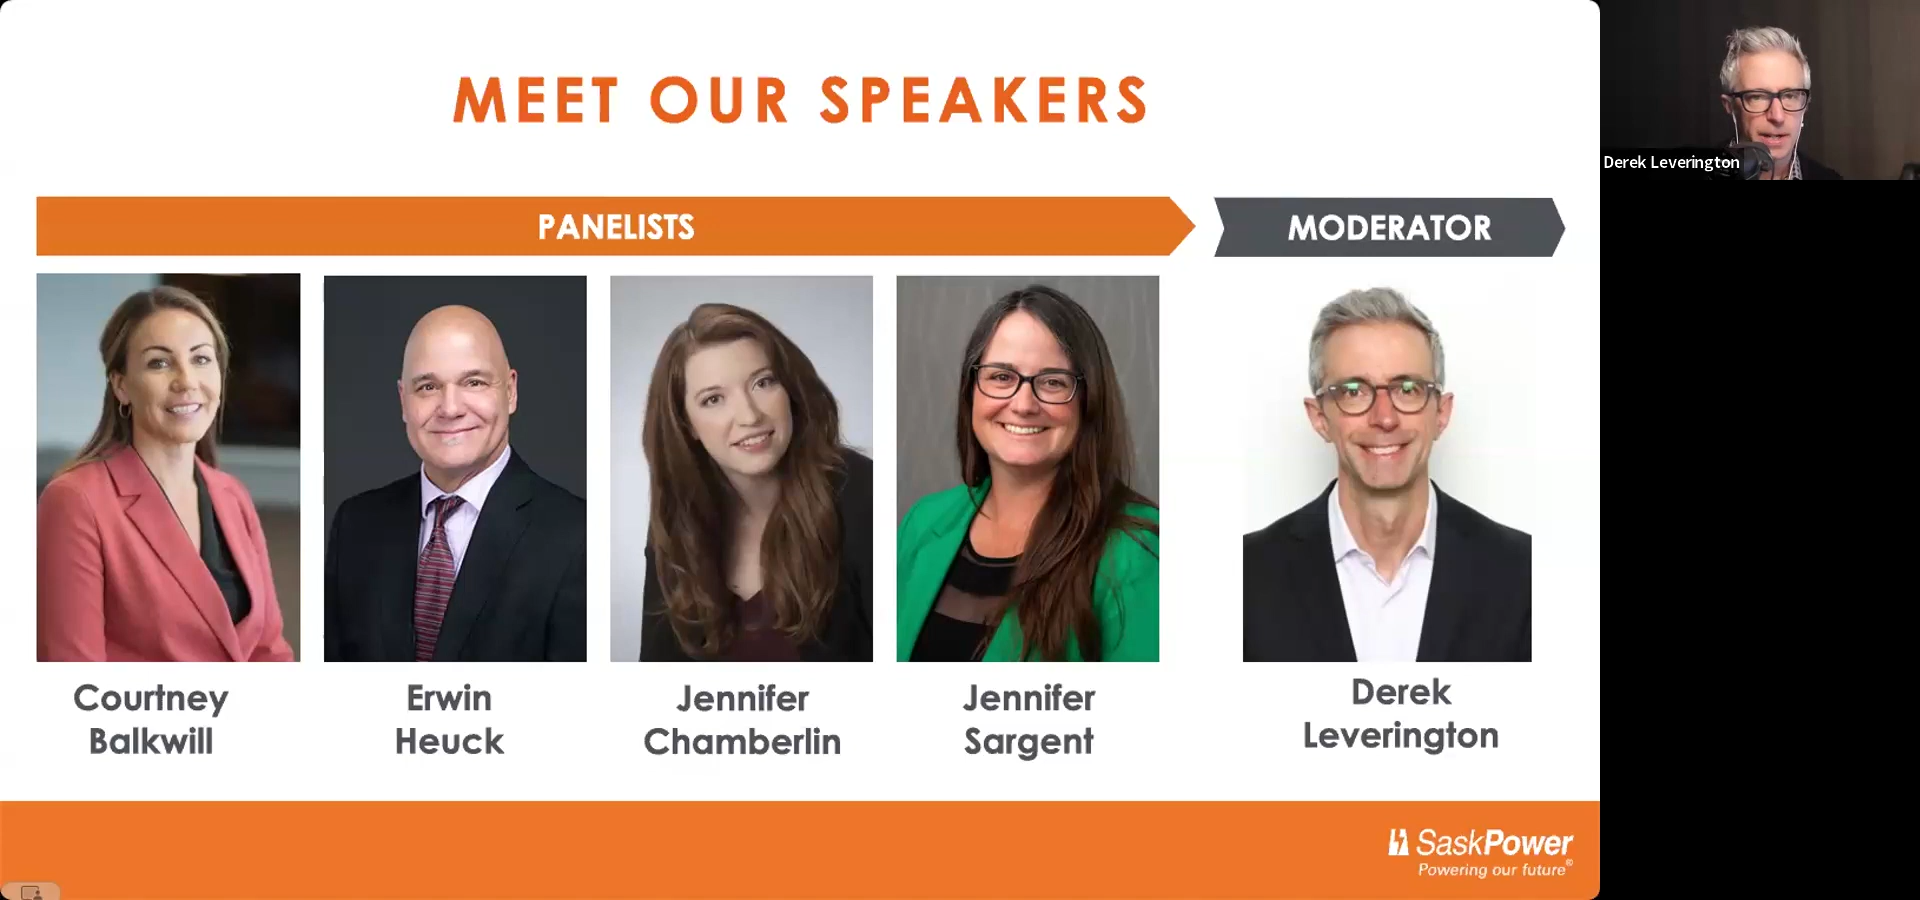 MEET OUR SPEAKERS
Derek Leverington
PANELISTS
MODERATOR
Courtney
Balkwill
Erwin
Heuck
Jennifer
Chamberlin
Jennifer
Sargent
Derek
Leverington
SaskPower
Powering our future®